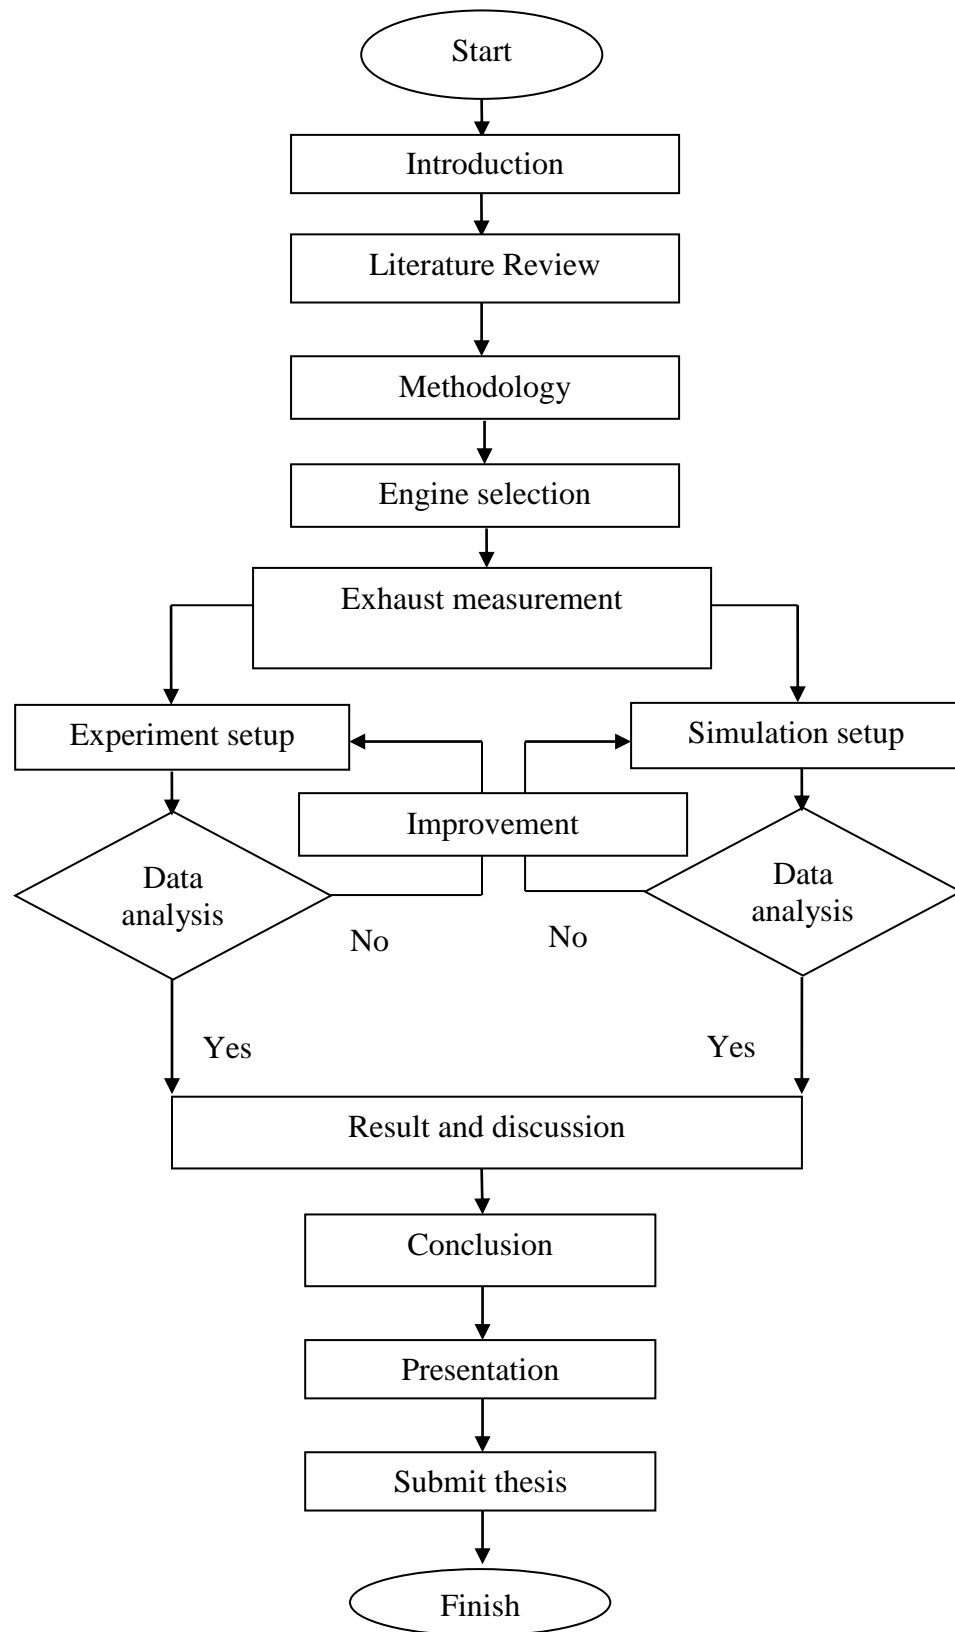 Start
Introduction
Literature Review
Methodology
Engine selection
Exhaust measurement
Experiment setup
Simulation setup
Improvement
Data
analysis
Data
analysis
No
No
Yes
Yes
Result and discussion
Conclusion
Presentation
Submit thesis
Finish